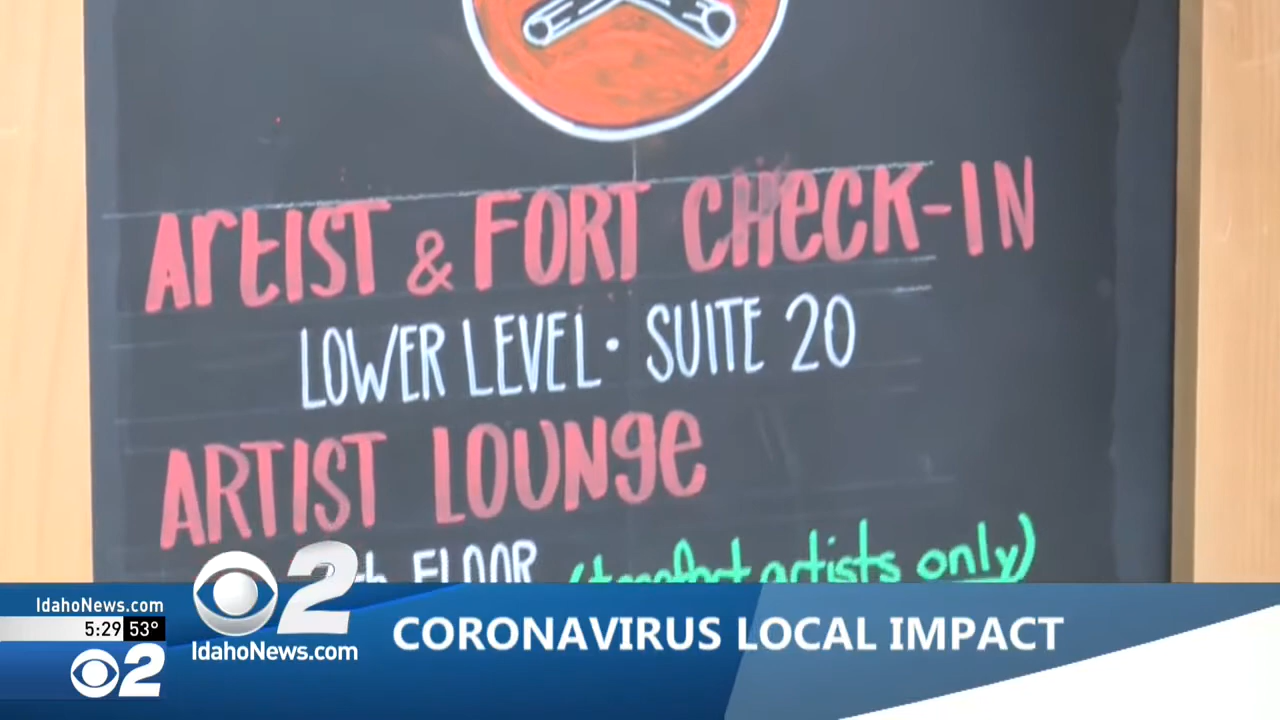 ArtIST & FORT CHeCK-IN
LOWER LEVEL • SUITE 20
ARTIST LOUNge
FLOOR artists only)
IdahoNews.com
5:29 53°
2
2
IdahoNews.com
CORONAVIRUS LOCAL IMPACT